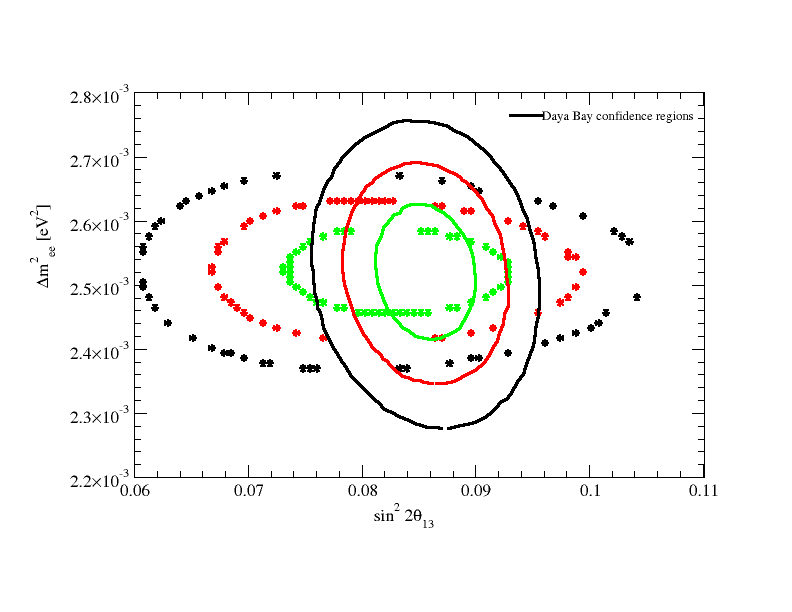 2.8×10⁻³
Daya Bay confidence regions
2.7×10⁻³
2.6×10⁻³
Δm²ee [eV²]
2.5×10⁻³
2.4×10⁻³
2.3×10⁻³
2.2×10⁻³
0.06 0.07 0.08 0.09 0.1 0.11
sin² 2θ₁₃